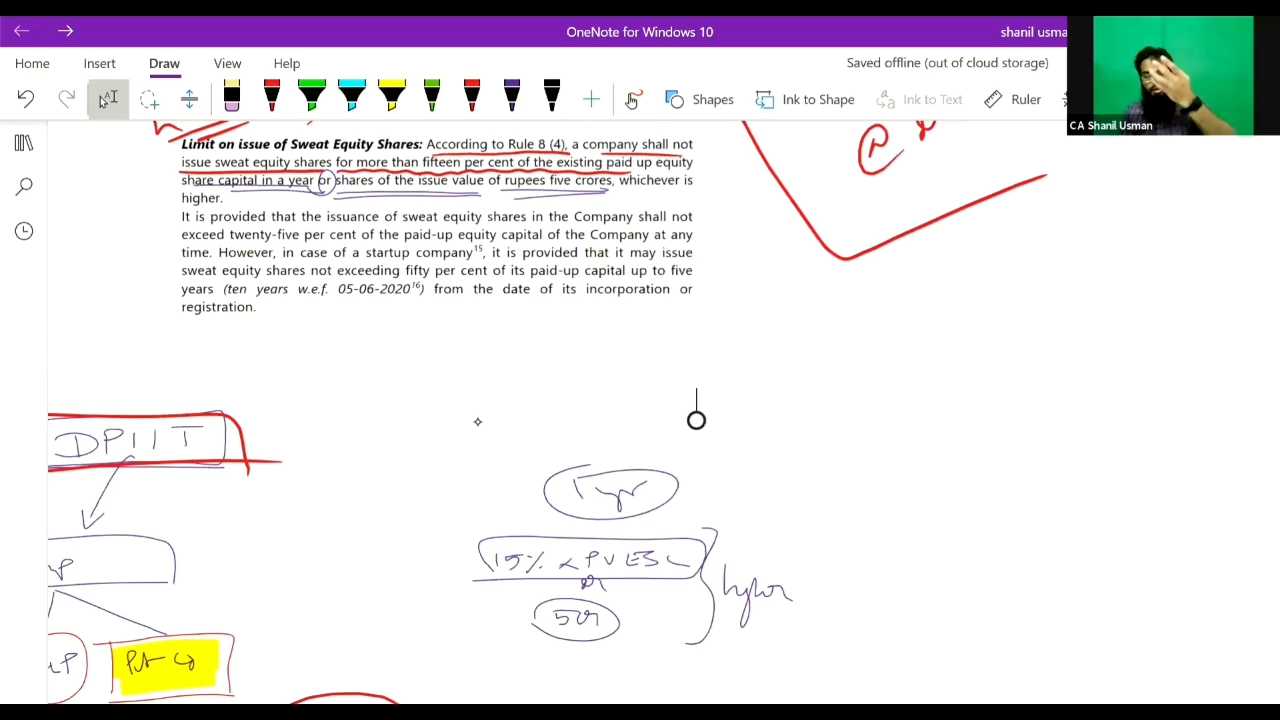 OneNote for Windows 10
shanil usma
Home Insert Draw View Help
Saved offline (out of cloud storage)
Shapes Ink to Shape Ink to Text Ruler
CA Shanil Usman
Limit on issue of Sweat Equity Shares: According to Rule 8 (4), a company shall not
issue sweat equity shares for more than fifteen per cent of the existing paid up equity
share capital in a year or shares of the issue value of rupees five crores, whichever is
higher.
It is provided that the issuance of sweat equity shares in the Company shall not
exceed twenty-five per cent of the paid-up equity capital of the Company at any
time. However, in case of a startup company15, it is provided that it may issue
sweat equity shares not exceeding fifty per cent of its paid-up capital up to five
years (ten years w.e.f. 05-06-202016) from the date of its incorporation or
registration.
DPIIT
1 yr
15% x PVESC
or
5cr
higher
Pvt Co